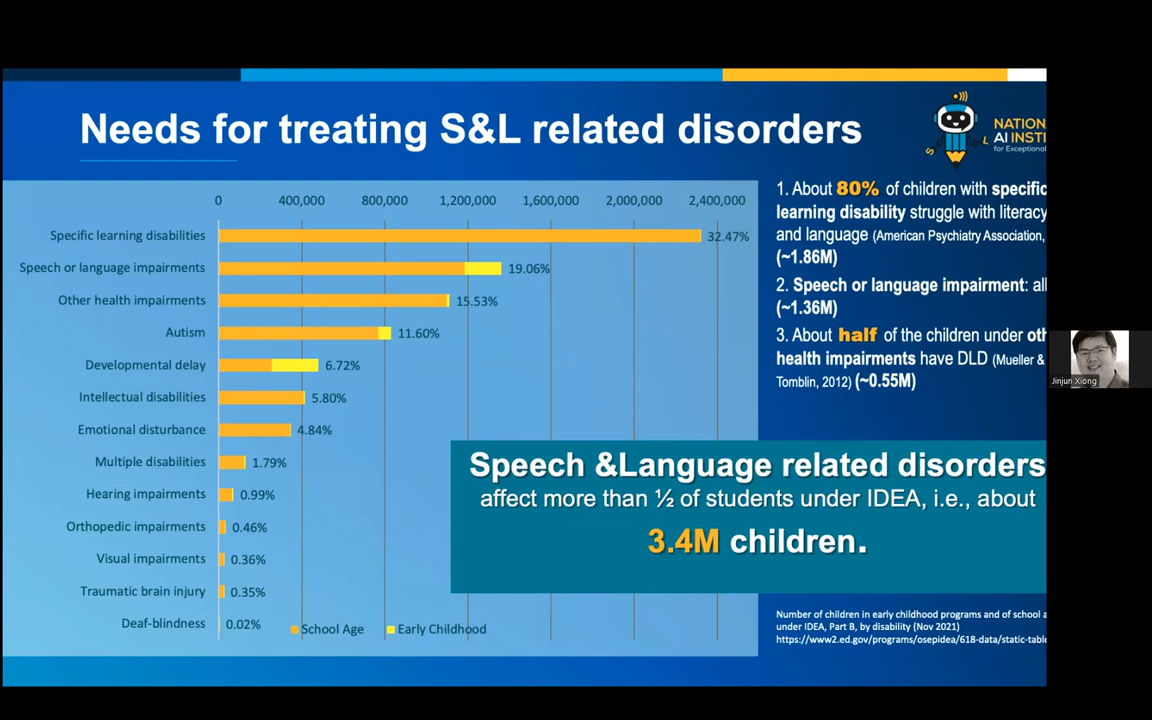 Needs for treating S&L related disorders
S L
NATION
AI INSTI
for Exceptional
0 400,000 800,000 1,200,000 1,600,000 2,000,000 2,400,000
Specific learning disabilities 32.47%
Speech or language impairments 19.06%
Other health impairments 15.53%
Autism 11.60%
Developmental delay 6.72%
Intellectual disabilities 5.80%
Emotional disturbance 4.84%
Multiple disabilities 1.79%
Hearing impairments 0.99%
Orthopedic impairments 0.46%
Visual impairments 0.36%
Traumatic brain injury 0.35%
Deaf-blindness 0.02%
School Age Early Childhood
1. About 80% of children with specific
learning disability struggle with literacy
and language (American Psychiatry Association,
(~1.86M)
2. Speech or language impairment: all
(~1.36M)
3. About half of the children under oth
health impairments have DLD (Mueller &
Tomblin, 2012) (~0.55M)
Speech &Language related disorders
affect more than ½ of students under IDEA, i.e., about
3.4M children.
Number of children in early childhood programs and of school a
under IDEA, Part B, by disability (Nov 2021)
https://www2.ed.gov/programs/osepidea/618-data/static-table
Jinjun Xiong